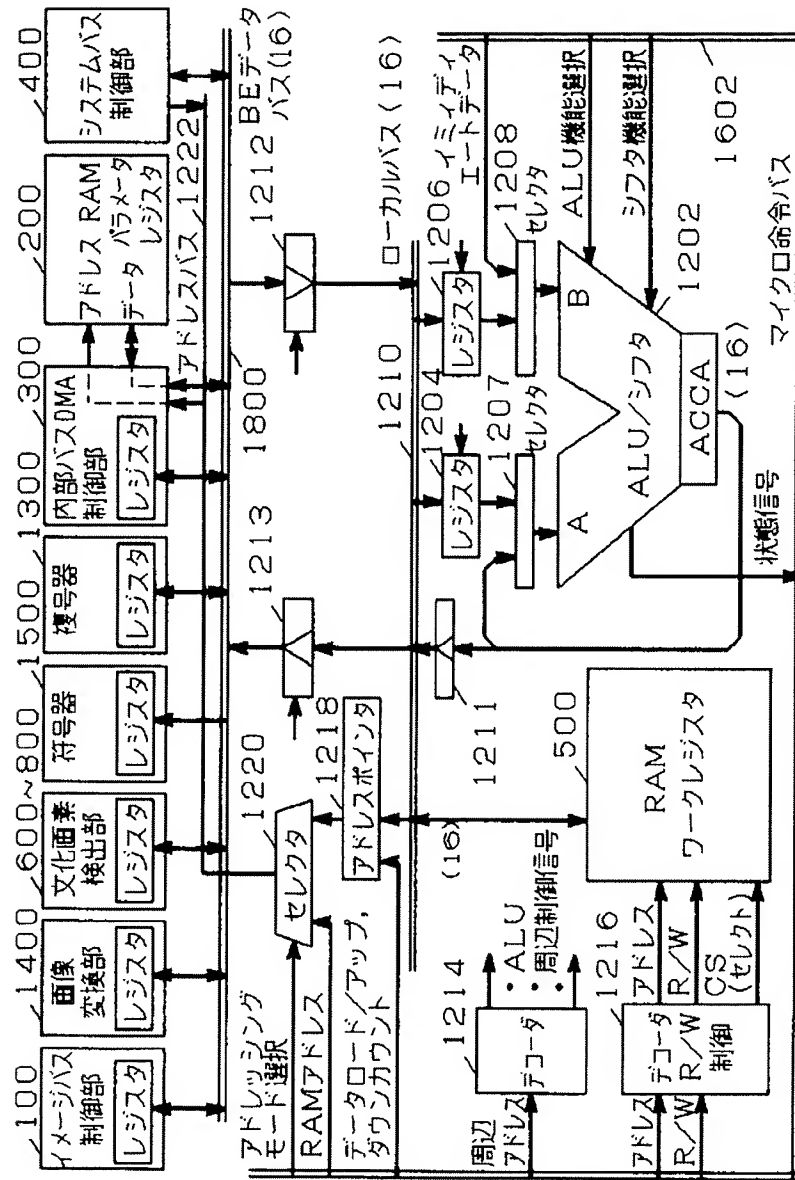 100
イメージバス
制御部
レジスタ
1400
画像
変換部
レジスタ
600~800
文化画素
検出部
レジスタ
符号器
レジスタ
1500
複号器
レジスタ
1300
内部バスDMA
制御部
レジスタ
300
200
アドレスRAM
データ パラメータ
レジスタ
400
システムバス
制御部
アドレスバス 1222
BEデータ
バス(16)
1800
1220
セレクタ
1213
1212
アドレッシング
モード選択
RAMアドレス
データロード/アップ,
ダウンカウント
1218
アドレスポインタ
1210
ローカルバス(16)
(16)
1211
1204
レジスタ
1206
レジスタ
イミィディ
エートデータ
1207
セレクタ
1208
セレクタ
A
B
ALU/シフタ
ACCA
(16)
1202
ALU機能選択
シフタ機能選択
1602
状態信号
マイクロ命令バス
周辺
アドレス
1214
デコーダ
・ALU
周辺制御信号
アドレス
R/W
1216
デコーダ
R/W
制御
アドレス
R/W
CS
(セレクト)
500
RAM
ワークレジスタ